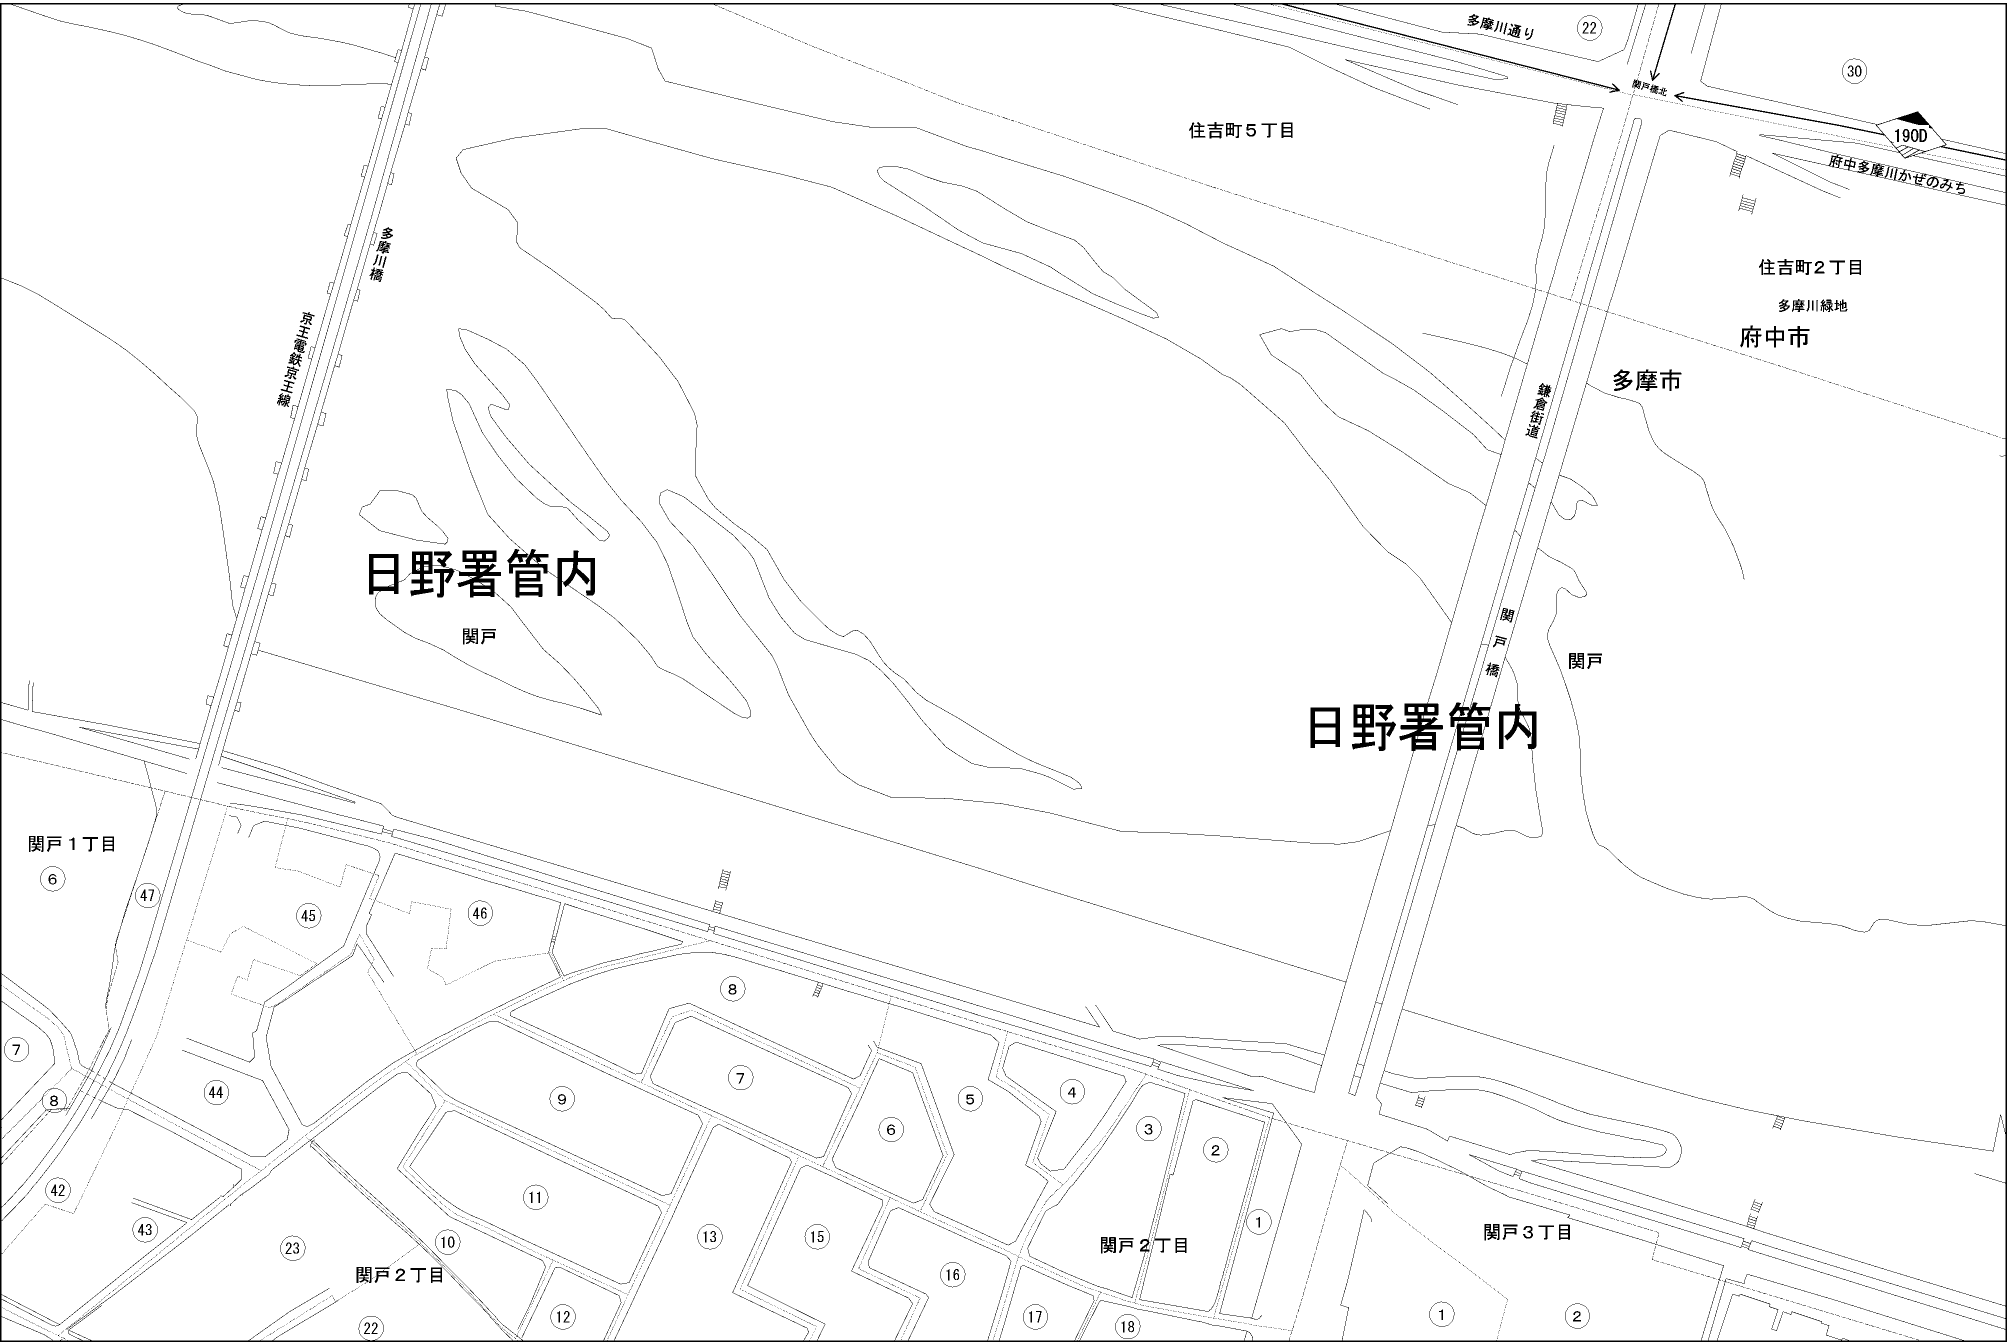 多摩川通り
22
30
関戸橋北
190D
住吉町5丁目
府中多摩川かぜのみち
住吉町2丁目
多摩川緑地
府中市
多摩市
多摩川橋
京王電鉄京王線
鎌倉街道
日野署管内
関戸
関戸橋
関戸
日野署管内
関戸1丁目
6
47
45
46
8
7
8
44
9
7
6
5
4
3
2
1
42
43
23
10
11
13
15
16
関戸2丁目
関戸2丁目
関戸3丁目
22
12
17
18
1
2